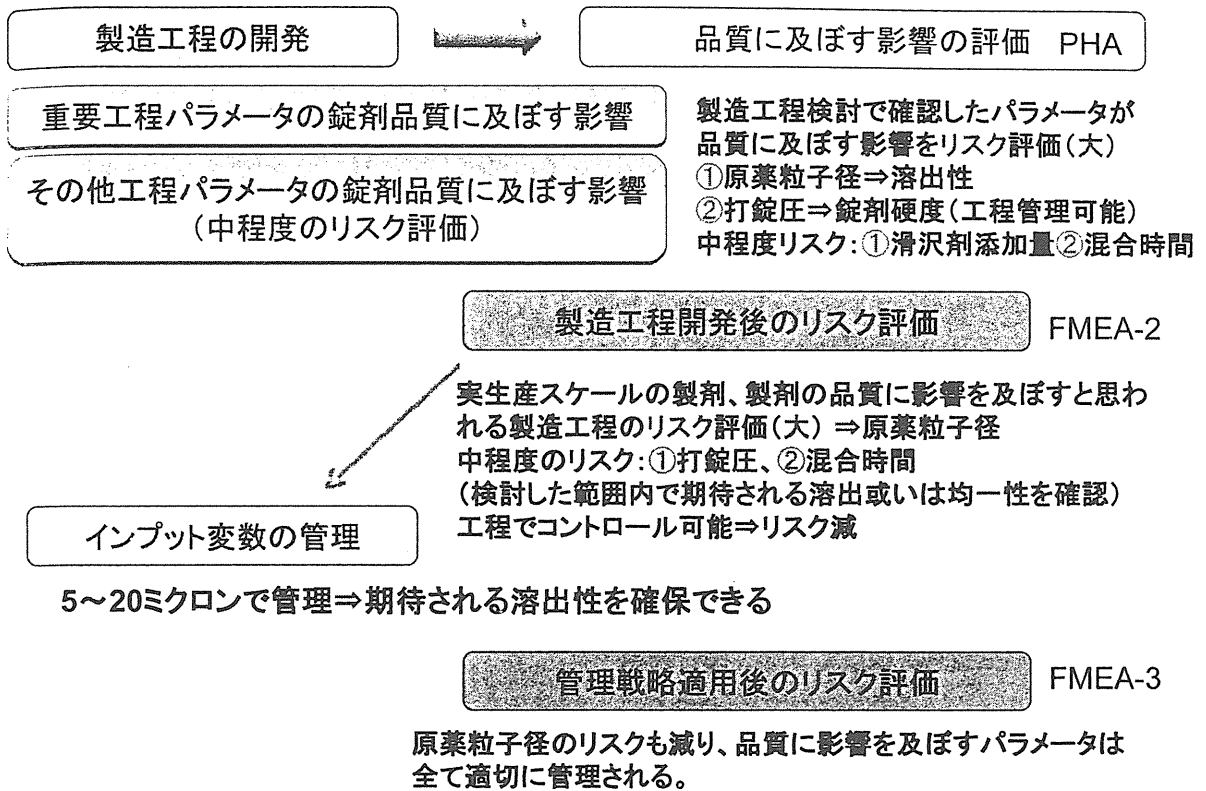 製造工程の開発
品質に及ぼす影響の評価 PHA
重要工程パラメータの錠剤品質に及ぼす影響
その他工程パラメータの錠剤品質に及ぼす影響
(中程度のリスク評価)
製造工程検討で確認したパラメータが
品質に及ぼす影響をリスク評価(大)
①原薬粒子径⇒溶出性
②打錠圧⇒錠剤硬度(工程管理可能)
中程度リスク:①滑沢剤添加量②混合時間
製造工程開発後のリスク評価 FMEA-2
実生産スケールの製剤、製剤の品質に影響を及ぼすと思わ
れる製造工程のリスク評価(大) ⇒原薬粒子径
中程度のリスク:①打錠圧、②混合時間
(検討した範囲内で期待される溶出或いは均一性を確認)
工程でコントロール可能⇒リスク減
インプット変数の管理
5~20ミクロンで管理⇒期待される溶出性を確保できる
管理戦略適用後のリスク評価 FMEA-3
原薬粒子径のリスクも減り、品質に影響を及ぼすパラメータは
全て適切に管理される。